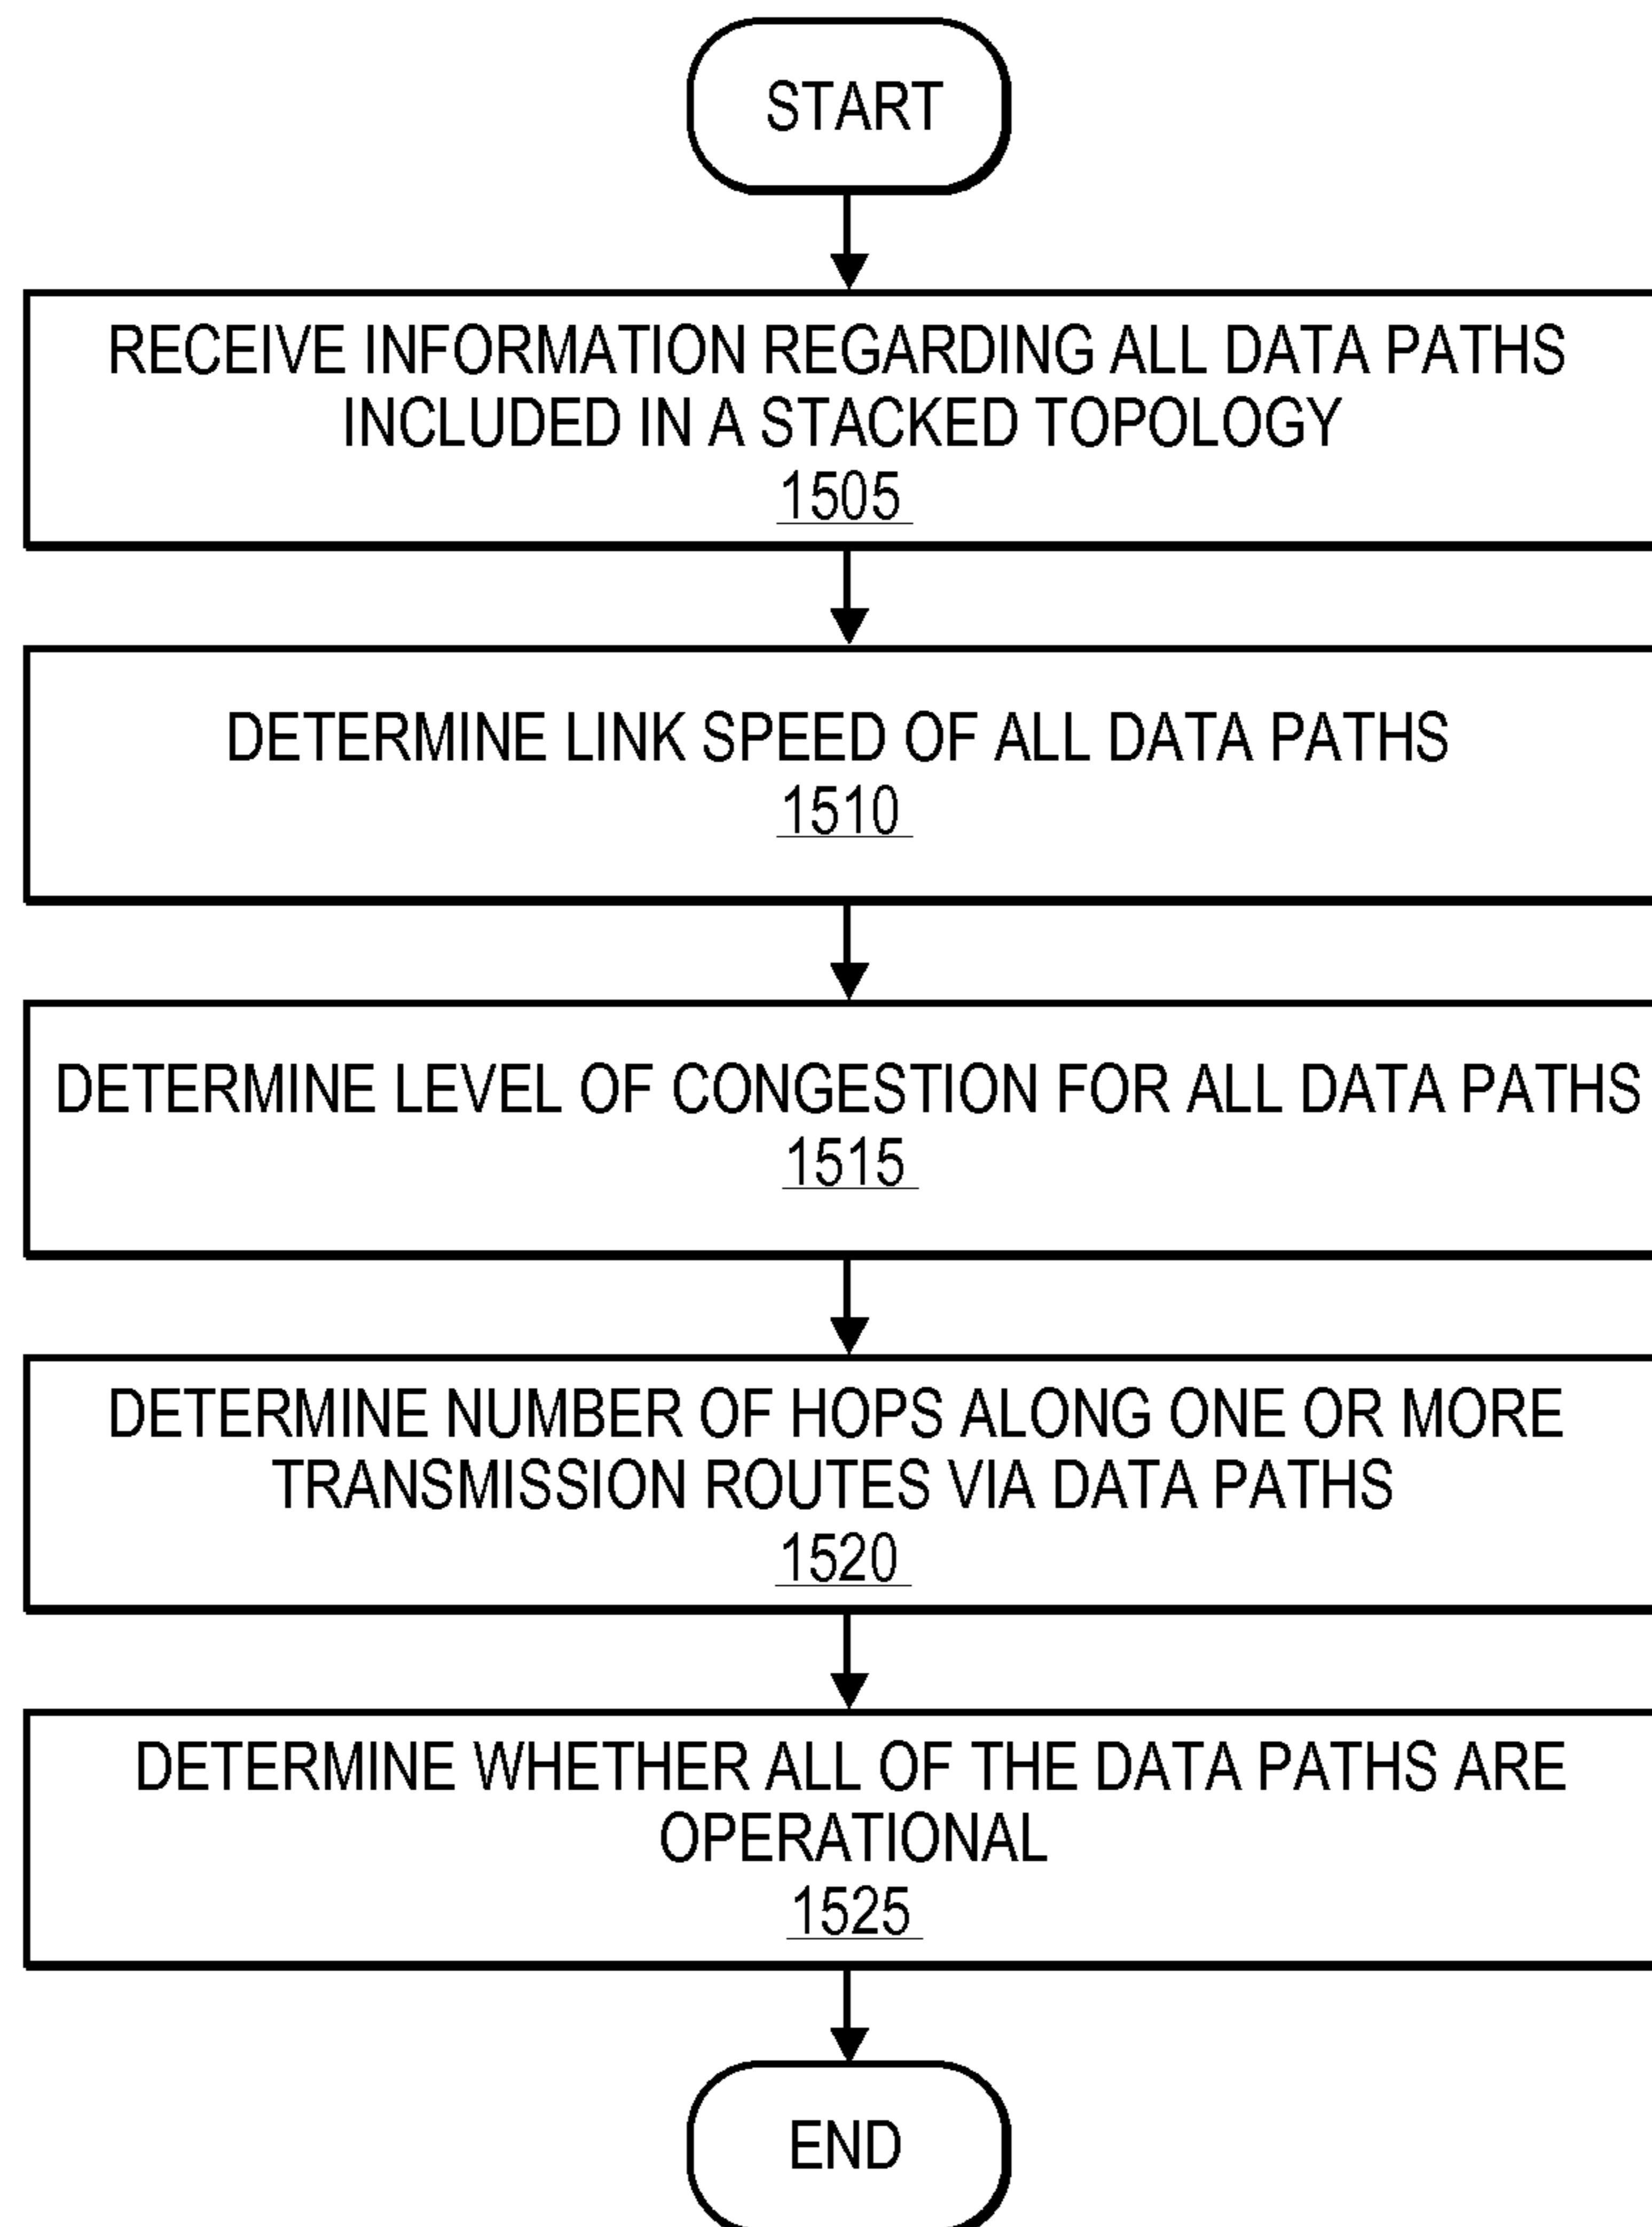 START
RECEIVE INFORMATION REGARDING ALL DATA PATHS
INCLUDED IN A STACKED TOPOLOGY
1505
DETERMINE LINK SPEED OF ALL DATA PATHS
1510
DETERMINE LEVEL OF CONGESTION FOR ALL DATA PATHS
1515
DETERMINE NUMBER OF HOPS ALONG ONE OR MORE
TRANSMISSION ROUTES VIA DATA PATHS
1520
DETERMINE WHETHER ALL OF THE DATA PATHS ARE
OPERATIONAL
1525
END